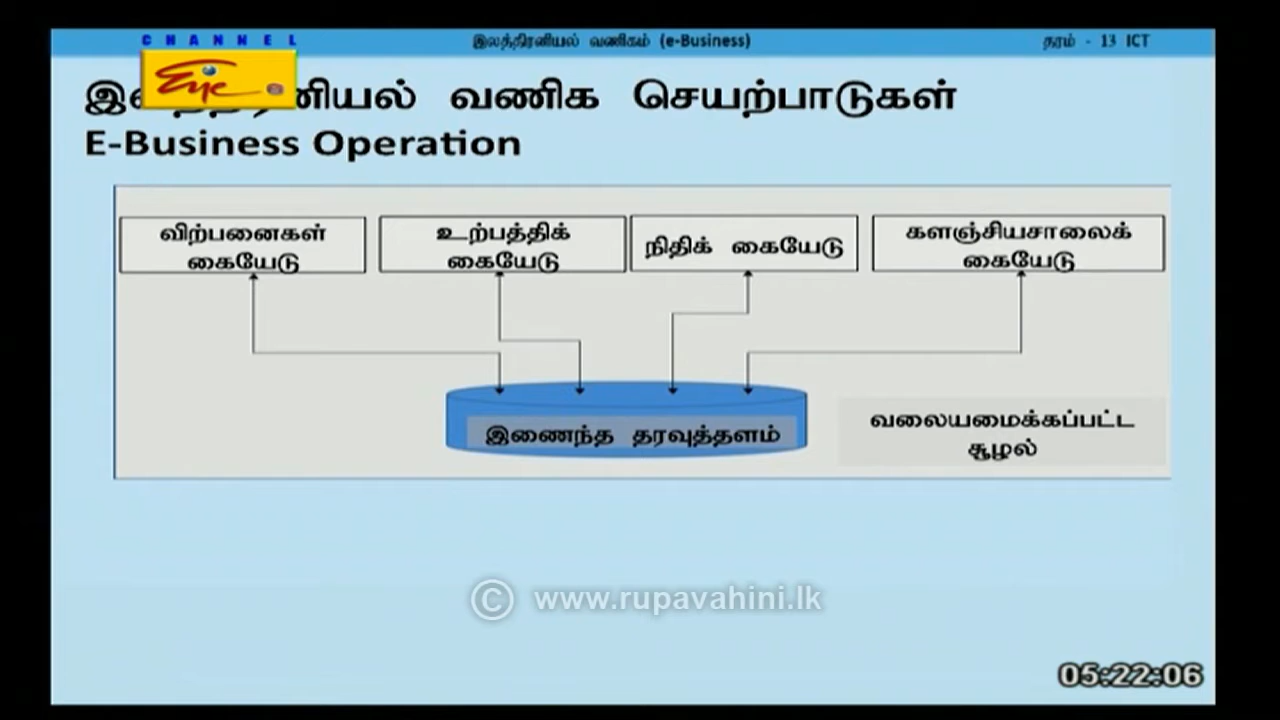 CHANNEL
Eye
இலத்திரனியல் வணிகம் (e-Business)
தரம் - 13 ICT
வணிக செயற்பாடுகள்
E-Business Operation
விற்பனைகள்
கையேடு
உற்பத்திக்
கையேடு
நிதிக் கையேடு
களஞ்சியசாலைக்
கையேடு
இணைந்த தரவுத்தளம்
வலையமைக்கப்பட்ட
சூழல்
© www.rupavahini.lk
05:22:06